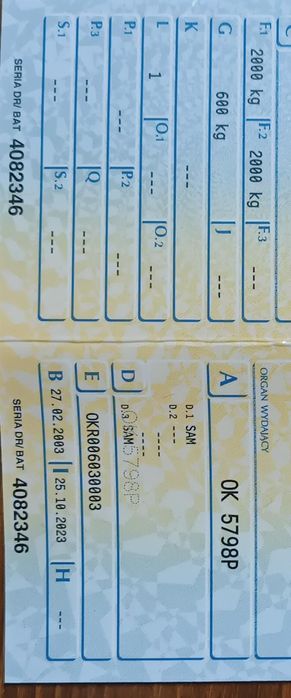 F.1 2000 kg F.2 2000 kg F.3 ---
G 600 kg J ---
K ---
L 1 O.1 --- O.2 ---
P.1 --- P.2 ---
P.3 --- Q ---
S.1 --- S.2 ---
SERIA DR/ BAT 4082346
ORGAN WYDAJĄCY
A OK 5798P
D.1 SAM
D.2 ---
----
----
D D.3 SAM
OK5798P
E OKR006030003
B 27.02.2003 I 25.10.2023 H ---
SERIA DR/ BAT 4082346